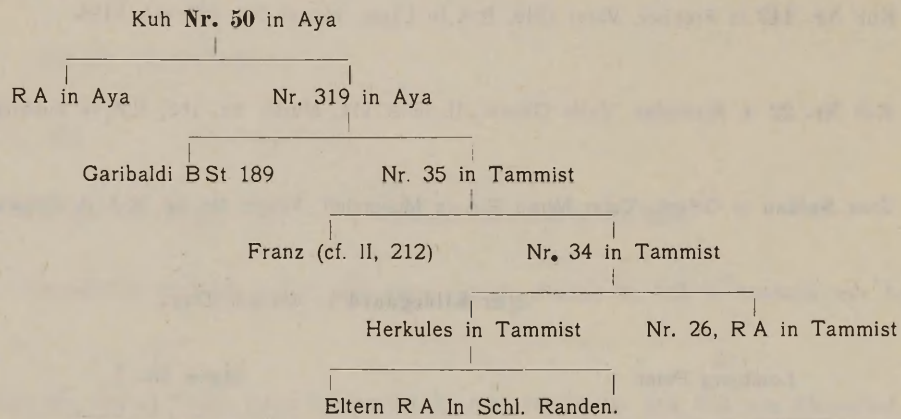 Kuh Nr. 50 in Aya
R A in Aya Nr. 319 in Aya
Garibaldi B St 189 Nr. 35 in Tammist
Franz (cf. II, 212) Nr. 34 in Tammist
Herkules in Tammist Nr. 26, R A in Tammist
Eltern R A In Schl. Randen.